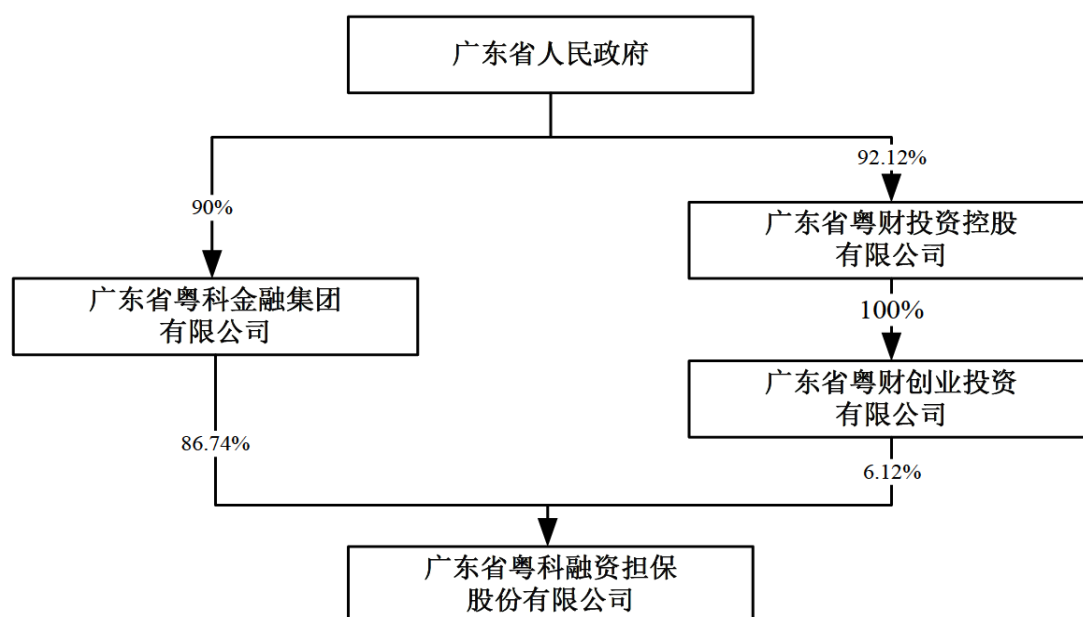 广东省人民政府
92.12%
90%
广东省粤财投资控股
有限公司
广东省粤科金融集团
有限公司
100%
广东省粤财创业投资
有限公司
86.74%
6.12%
广东省粤科融资担保
股份有限公司